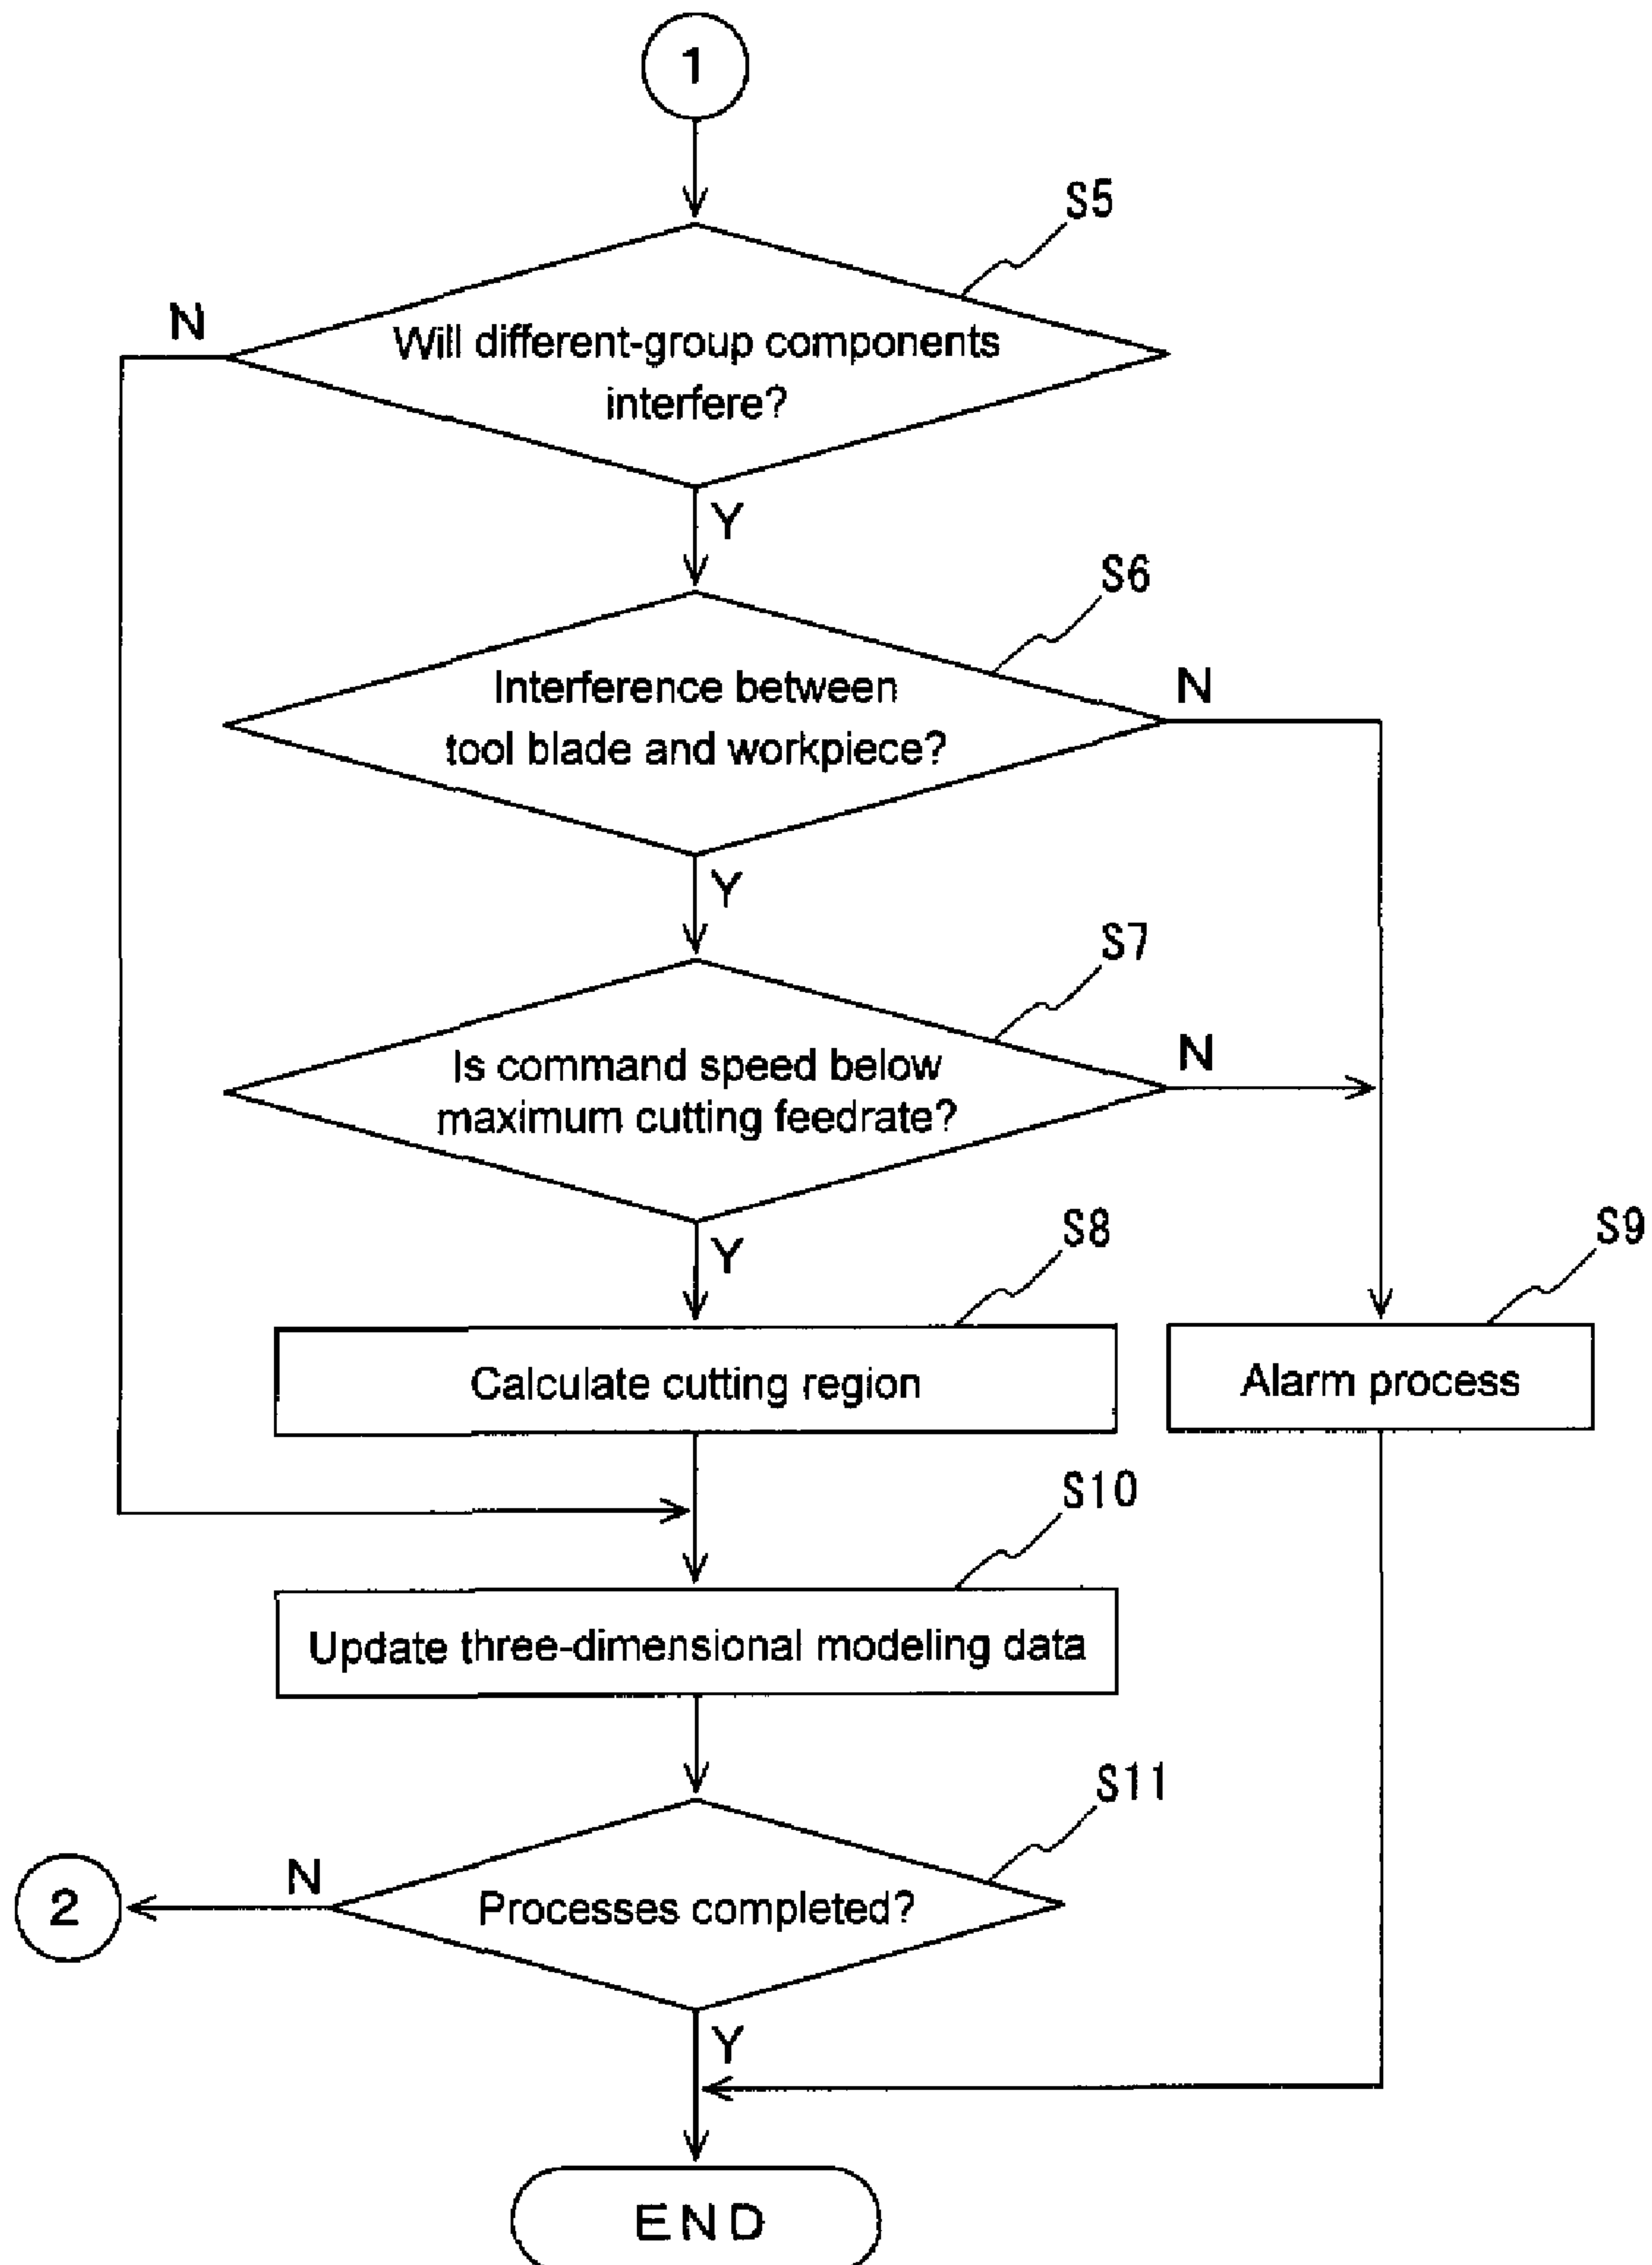 1
S5
N
Will different-group components
interfere?
Y
S6
Interference between
tool blade and workpiece?
N
Y
S7
Is command speed below
maximum cutting feedrate?
N
Y
S8
S9
Calculate cutting region
Alarm process
S10
Update three-dimensional modeling data
S11
2
N
Processes completed?
Y
END